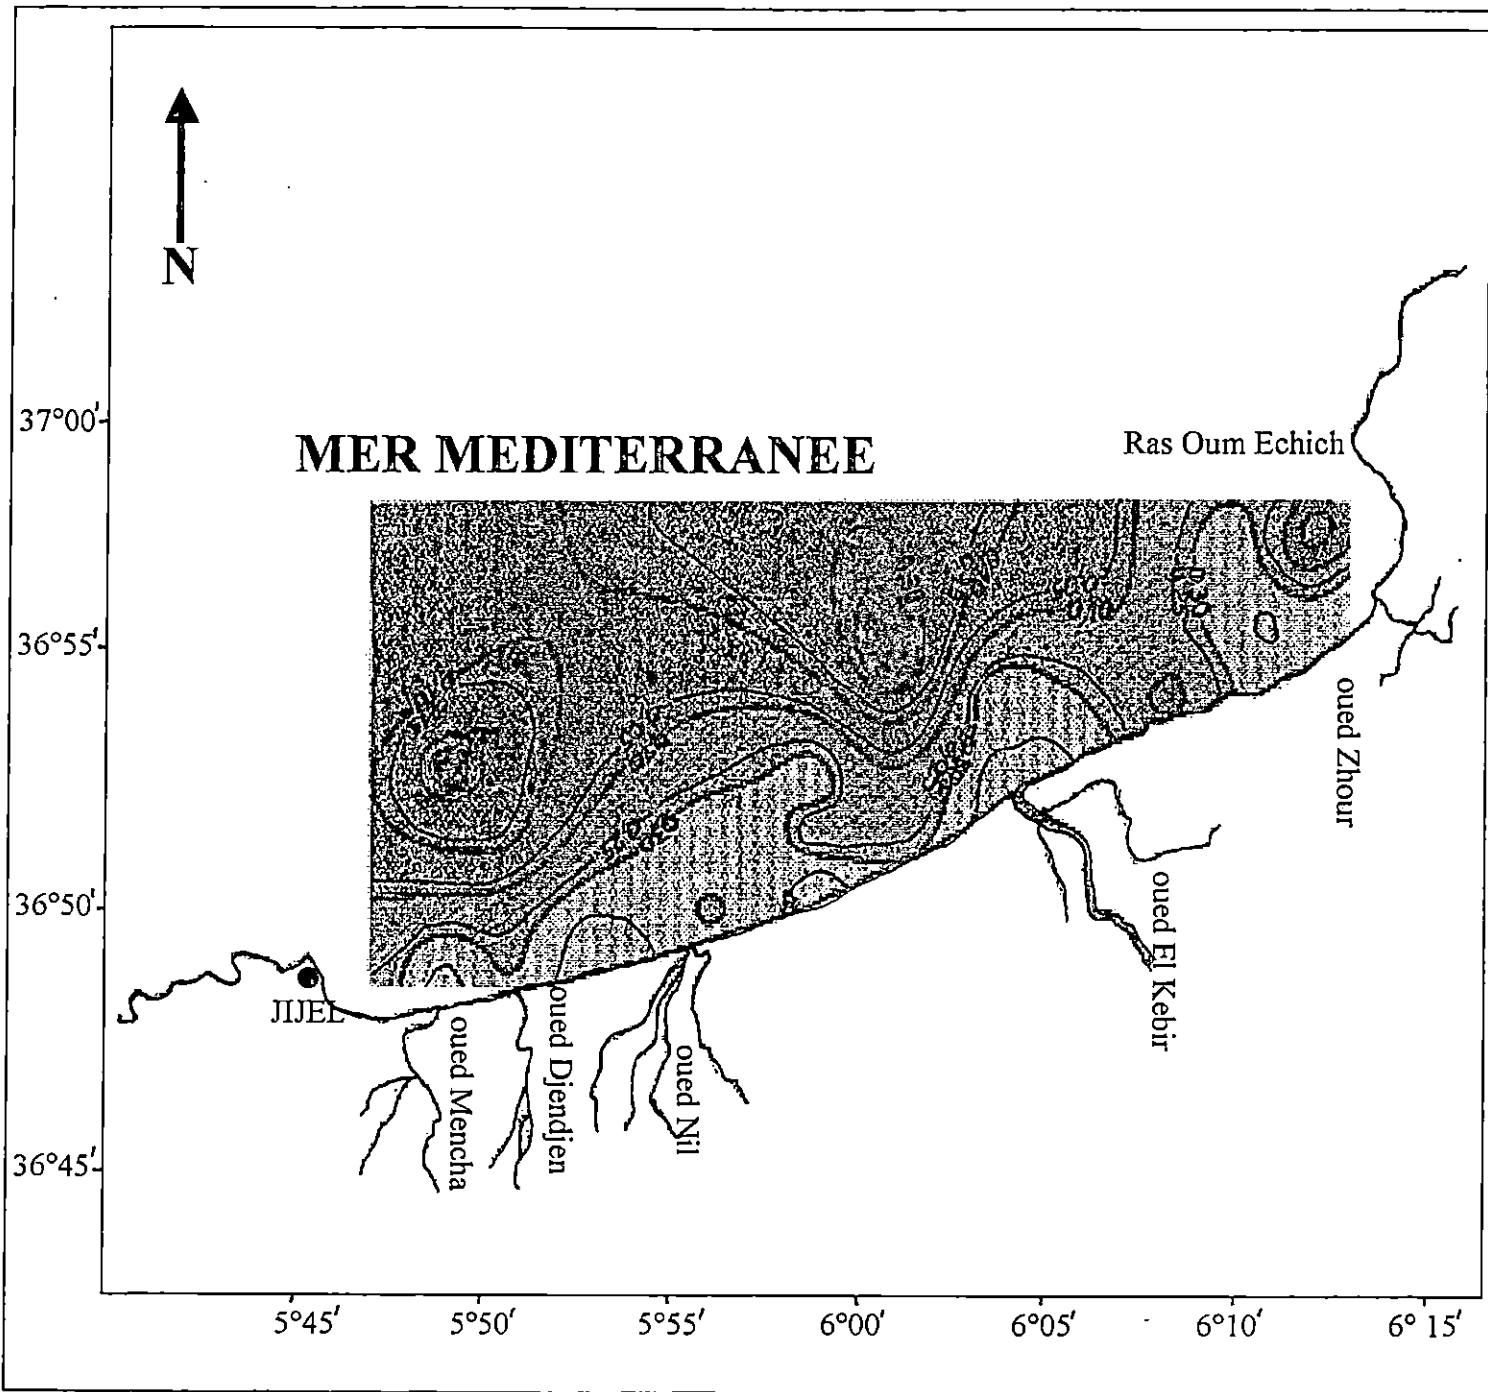 N
37°00'
MER MEDITERRANEE
Ras Oum Echich
36°55'
oued Zhour
36°50'
oued El Kebir
JIJEL
oued Mencha
oued Djendjen
oued Nil
36°45'
5°45'
5°50'
5°55'
6°00'
6°05'
6°10'
6°15'